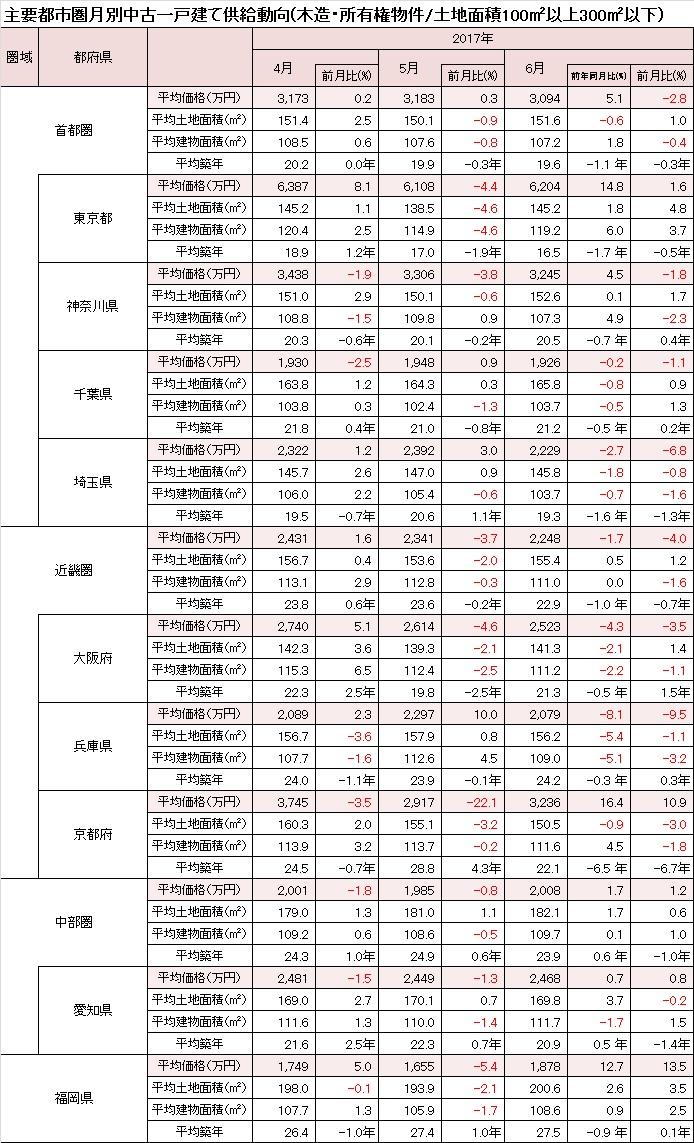 主要都市圏月別中古一戸建て供給動向(木造・所有権物件/土地面積100㎡以上300㎡以下)
圏域 都府県 2017年
4月 前月比(%) 5月 前月比(%) 6月 前年同月比(%) 前月比(%)
首都圏
平均価格(万円) 3,173 0.2 3,183 0.3 3,094 5.1 -2.8
平均土地面積(㎡) 151.4 2.5 150.1 -0.9 151.6 -0.6 1.0
平均建物面積(㎡) 108.5 0.6 107.6 -0.8 107.2 1.8 -0.4
平均築年 20.2 0.0年 19.9 -0.3年 19.6 -1.1 年 -0.3年
東京都
平均価格(万円) 6,387 8.1 6,108 -4.4 6,204 14.8 1.6
平均土地面積(㎡) 145.2 1.1 138.5 -4.6 145.2 1.8 4.8
平均建物面積(㎡) 120.4 2.5 114.9 -4.6 119.2 6.0 3.7
平均築年 18.9 1.2年 17.0 -1.9年 16.5 -1.7 年 -0.5年
神奈川県
平均価格(万円) 3,438 -1.9 3,306 -3.8 3,245 4.5 -1.8
平均土地面積(㎡) 151.0 2.9 150.1 -0.6 152.6 0.1 1.7
平均建物面積(㎡) 108.8 -1.5 109.8 0.9 107.3 4.9 -2.3
平均築年 20.3 -0.6年 20.1 -0.2年 20.5 -0.7 年 0.4年
千葉県
平均価格(万円) 1,930 -2.5 1,948 0.9 1,926 -0.2 -1.1
平均土地面積(㎡) 163.8 1.2 164.3 0.3 165.8 -0.8 0.9
平均建物面積(㎡) 103.8 0.3 102.4 -1.3 103.7 -0.5 1.3
平均築年 21.8 0.4年 21.0 -0.8年 21.2 -0.5 年 0.2年
埼玉県
平均価格(万円) 2,322 1.2 2,392 3.0 2,229 -2.7 -6.8
平均土地面積(㎡) 145.7 2.6 147.0 0.9 145.8 -1.8 -0.8
平均建物面積(㎡) 106.0 2.2 105.4 -0.6 103.7 -0.7 -1.6
平均築年 19.5 -0.7年 20.6 1.1年 19.3 -1.6 年 -1.3年
近畿圏
平均価格(万円) 2,431 1.6 2,341 -3.7 2,248 -1.7 -4.0
平均土地面積(㎡) 156.7 0.4 153.6 -2.0 155.4 0.5 1.2
平均建物面積(㎡) 113.1 2.9 112.8 -0.3 111.0 0.0 -1.6
平均築年 23.8 0.6年 23.6 -0.2年 22.9 -1.0 年 -0.7年
大阪府
平均価格(万円) 2,740 5.1 2,614 -4.6 2,523 -4.3 -3.5
平均土地面積(㎡) 142.3 3.6 139.3 -2.1 141.3 -2.1 1.4
平均建物面積(㎡) 115.3 6.5 112.4 -2.5 111.2 -2.2 -1.1
平均築年 22.3 2.5年 19.8 -2.5年 21.3 -0.5 年 1.5年
兵庫県
平均価格(万円) 2,089 2.3 2,297 10.0 2,079 -8.1 -9.5
平均土地面積(㎡) 156.7 -3.6 157.9 0.8 156.2 -5.4 -1.1
平均建物面積(㎡) 107.7 -1.6 112.6 4.5 109.0 -5.1 -3.2
平均築年 24.0 -1.1年 23.9 -0.1年 24.2 -0.3 年 0.3年
京都府
平均価格(万円) 3,745 -3.5 2,917 -22.1 3,236 16.4 10.9
平均土地面積(㎡) 160.3 2.0 155.1 -3.2 150.5 -0.9 -3.0
平均建物面積(㎡) 113.9 3.2 113.7 -0.2 111.6 4.5 -1.8
平均築年 24.5 -0.7年 28.8 4.3年 22.1 -6.5 年 -6.7年
中部圏
平均価格(万円) 2,001 -1.8 1,985 -0.8 2,008 1.7 1.2
平均土地面積(㎡) 179.0 1.3 181.0 1.1 182.1 1.7 0.6
平均建物面積(㎡) 109.2 0.6 108.6 -0.5 109.7 0.1 1.0
平均築年 24.3 1.0年 24.9 0.6年 23.9 0.6 年 -1.0年
愛知県
平均価格(万円) 2,481 -1.5 2,449 -1.3 2,468 0.7 0.8
平均土地面積(㎡) 169.0 2.7 170.1 0.7 169.8 3.7 -0.2
平均建物面積(㎡) 111.6 1.3 110.0 -1.4 111.7 -1.7 1.5
平均築年 21.6 2.5年 22.3 0.7年 20.9 0.5 年 -1.4年
福岡県
平均価格(万円) 1,749 5.0 1,655 -5.4 1,878 12.7 13.5
平均土地面積(㎡) 198.0 -0.1 193.9 -2.1 200.6 2.6 3.5
平均建物面積(㎡) 107.7 1.3 105.9 -1.7 108.6 0.9 2.5
平均築年 26.4 -1.0年 27.4 1.0年 27.5 -0.9 年 0.1年